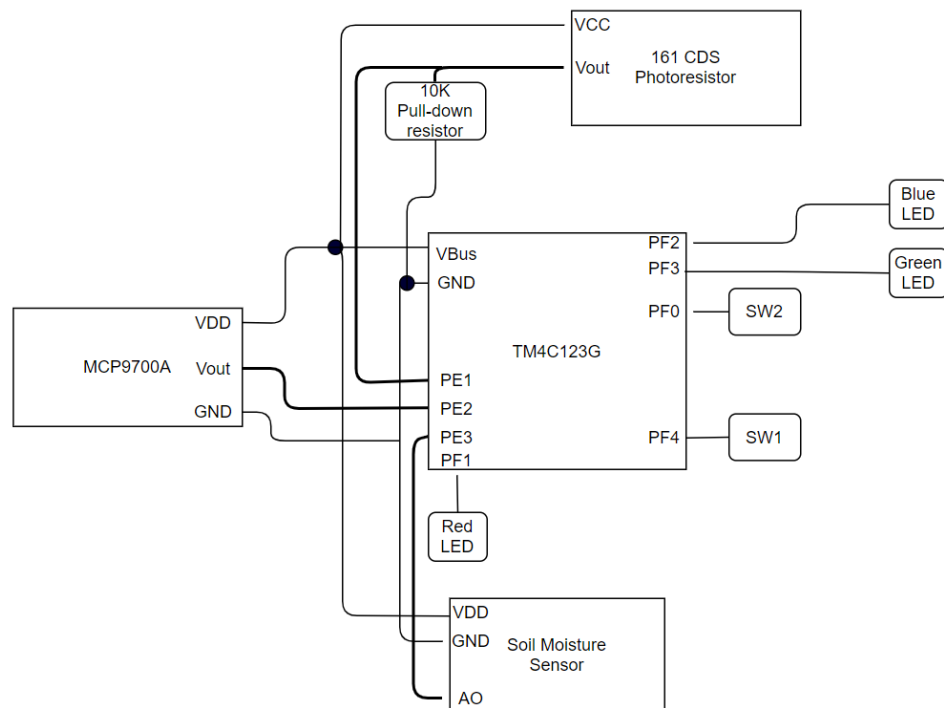 VCC
161 CDS
Photoresistor
Vout
10K
Pull-down
resistor
Blue
LED
PF2
VBus
PF3
Green
LED
GND
PF0
SW2
VDD
TM4C123G
MCP9700A
Vout
PE1
GND
PE2
PE3
PF4
SW1
PF1
Red
LED
VDD
GND
Soil Moisture
Sensor
AO